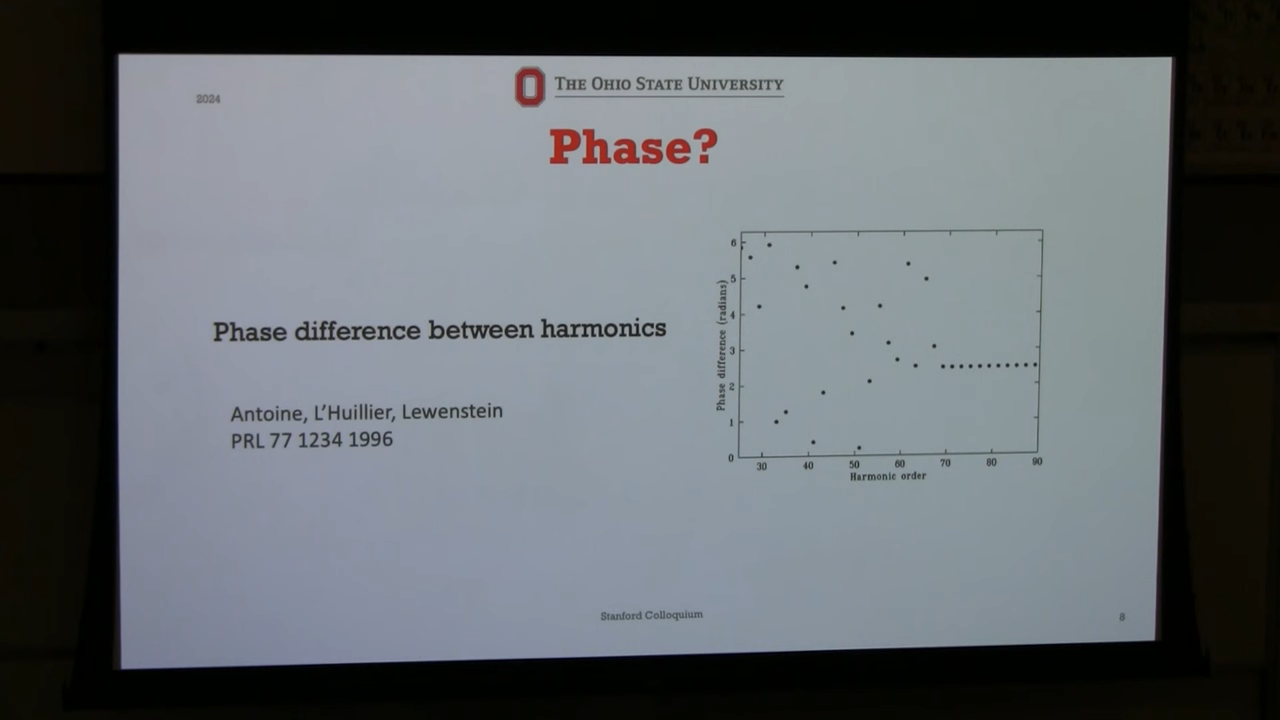 THE OHIO STATE UNIVERSITY
2024
Phase?
Phase difference between harmonics
Antoine, L'Huillier, Lewenstein
PRL 77 1234 1996
Phase difference (radians)
6
5
4
3
2
1
0
30 40 50 60 70 80 90
Harmonic order
Stanford Colloquium
8